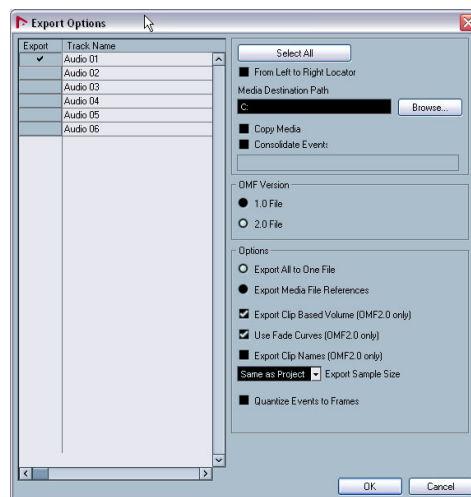 Export Options
Export Track Name
Audio 01
Audio 02
Audio 03
Audio 04
Audio 05
Audio 06
Select All
From Left to Right Locator
Media Destination Path
C:
Browse...
Copy Media
Consolidate Events
OMF Version
1.0 File
2.0 File
Options
Export All to One File
Export Media File References
Export Clip Based Volume (OMF2.0 only)
Use Fade Curves (OMF2.0 only)
Export Clip Names (OMF2.0 only)
Same as Project Export Sample Size
Quantize Events to Frames
OK Cancel